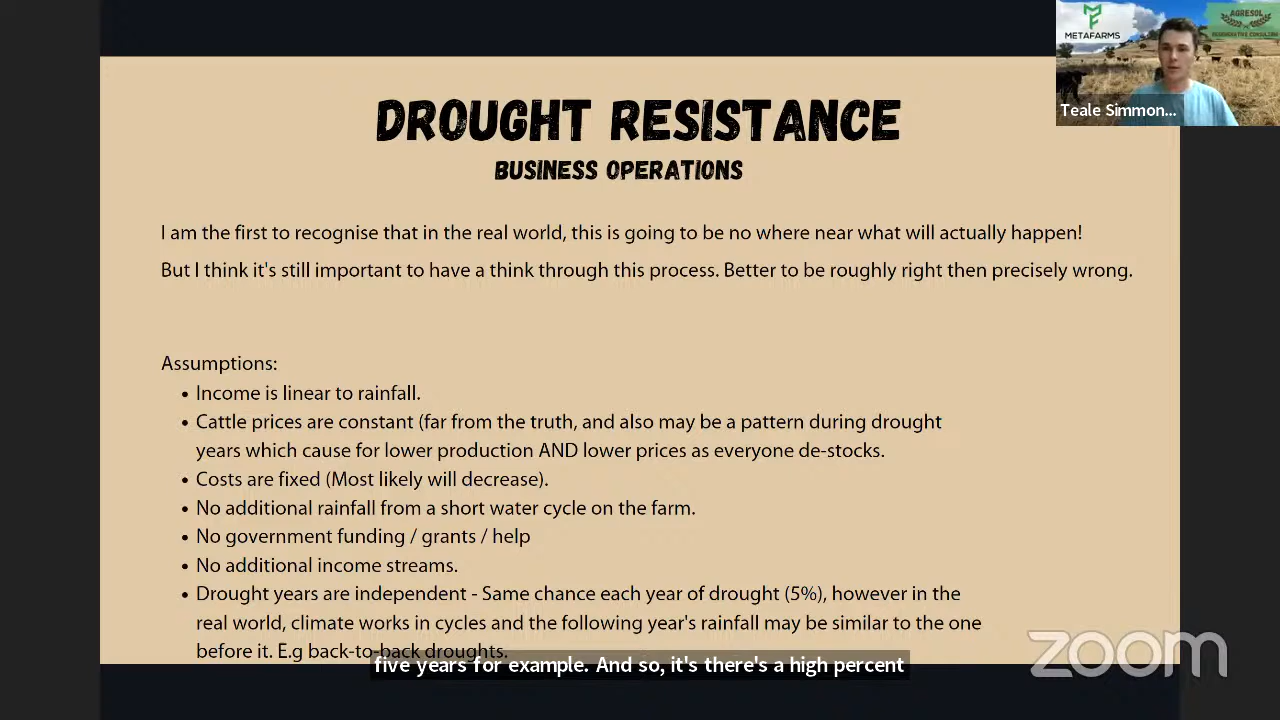 DROUGHT RESISTANCE
BUSINESS OPERATIONS
METAFARMS
AGRESOL
REGENERATIVE CONSULTING
Teale Simmon...
I am the first to recognise that in the real world, this is going to be no where near what will actually happen!
But I think it's still important to have a think through this process. Better to be roughly right then precisely wrong.
Assumptions:
• Income is linear to rainfall.
• Cattle prices are constant (far from the truth, and also may be a pattern during drought
years which cause for lower production AND lower prices as everyone de-stocks.
• Costs are fixed (Most likely will decrease).
• No additional rainfall from a short water cycle on the farm.
• No government funding / grants / help
• No additional income streams.
• Drought years are independent - Same chance each year of drought (5%), however in the
real world, climate works in cycles and the following year's rainfall may be similar to the one
before it. E.g back-to-back droughts.
five years for example. And so, it's there's a high percent
zoom